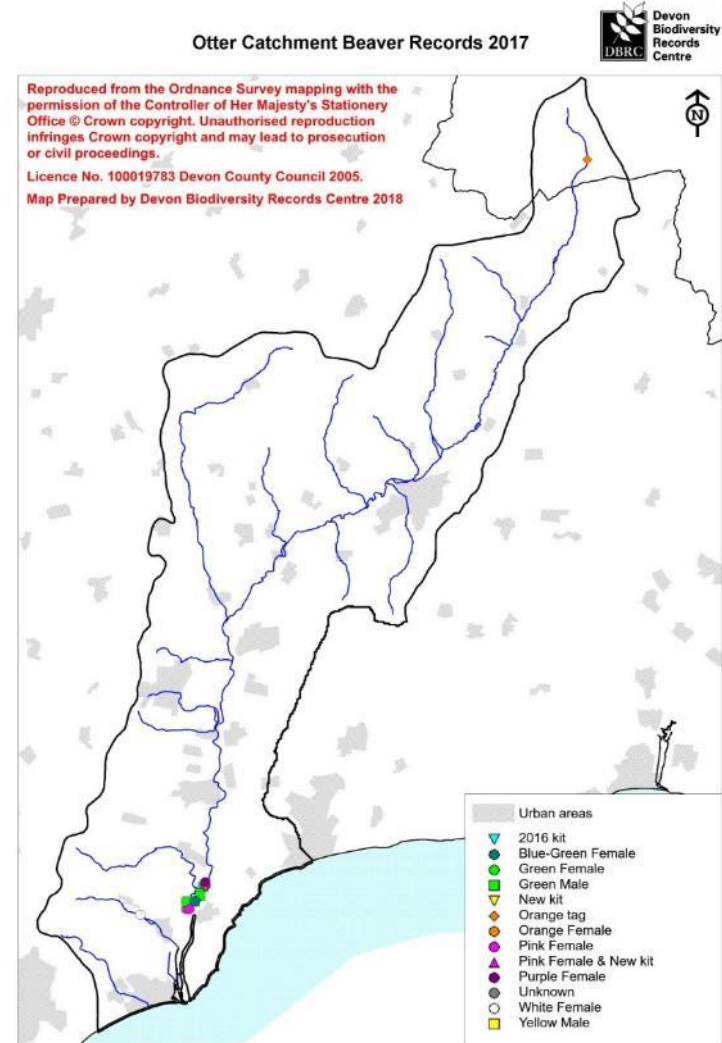 Otter Catchment Beaver Records 2017
DBRC
Devon
Biodiversity
Records
Centre
Reproduced from the Ordnance Survey mapping with the
permission of the Controller of Her Majesty's Stationery
Office © Crown copyright. Unauthorised reproduction
infringes Crown copyright and may lead to prosecution
or civil proceedings.
Licence No. 100019783 Devon County Council 2005.
Map Prepared by Devon Biodiversity Records Centre 2018
N
Urban areas
2016 kit
Blue-Green Female
Green Female
Green Male
New kit
Orange tag
Orange Female
Pink Female
Pink Female & New kit
Purple Female
Unknown
White Female
Yellow Male